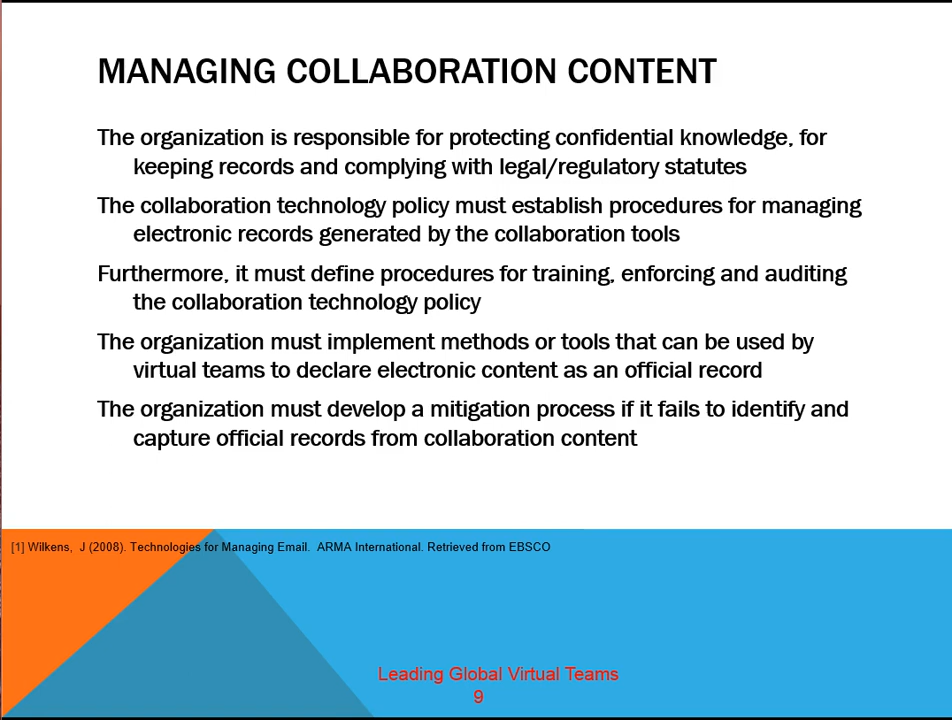 MANAGING COLLABORATION CONTENT
The organization is responsible for protecting confidential knowledge, for
keeping records and complying with legal/regulatory statutes
The collaboration technology policy must establish procedures for managing
electronic records generated by the collaboration tools
Furthermore, it must define procedures for training, enforcing and auditing
the collaboration technology policy
The organization must implement methods or tools that can be used by
virtual teams to declare electronic content as an official record
The organization must develop a mitigation process if it fails to identify and
capture official records from collaboration content
[1] Wilkens, J (2008). Technologies for Managing Email. ARMA International. Retrieved from EBSCO
Leading Global Virtual Teams
9